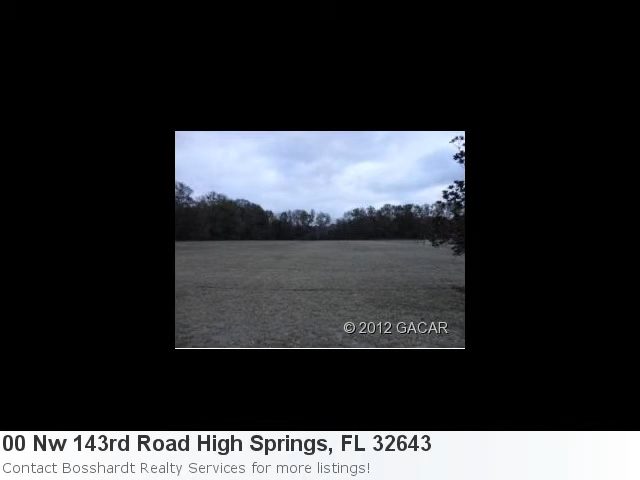 © 2012 GACAR
00 Nw 143rd Road High Springs, FL 32643
Contact Bosshardt Realty Services for more listings!